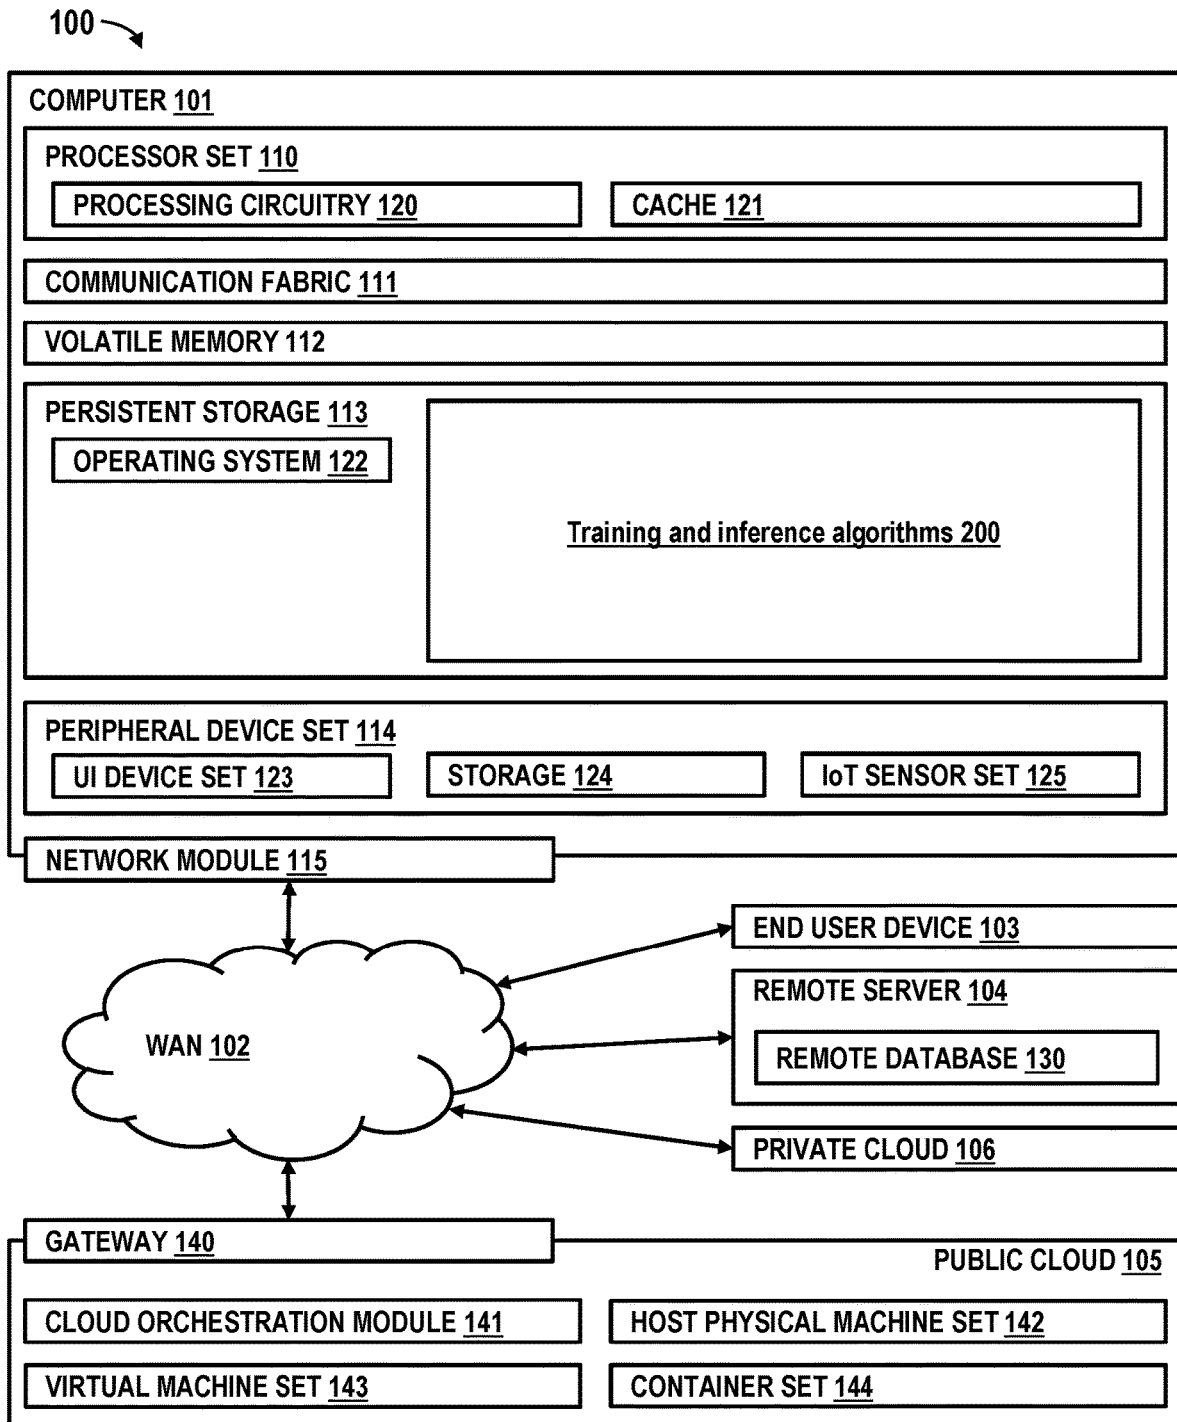 100
COMPUTER 101
PROCESSOR SET 110
PROCESSING CIRCUITRY 120
CACHE 121
COMMUNICATION FABRIC 111
VOLATILE MEMORY 112
PERSISTENT STORAGE 113
OPERATING SYSTEM 122
Training and inference algorithms 200
PERIPHERAL DEVICE SET 114
UI DEVICE SET 123
STORAGE 124
IoT SENSOR SET 125
NETWORK MODULE 115
END USER DEVICE 103
REMOTE SERVER 104
WAN 102
REMOTE DATABASE 130
PRIVATE CLOUD 106
GATEWAY 140
PUBLIC CLOUD 105
CLOUD ORCHESTRATION MODULE 141
HOST PHYSICAL MACHINE SET 142
VIRTUAL MACHINE SET 143
CONTAINER SET 144